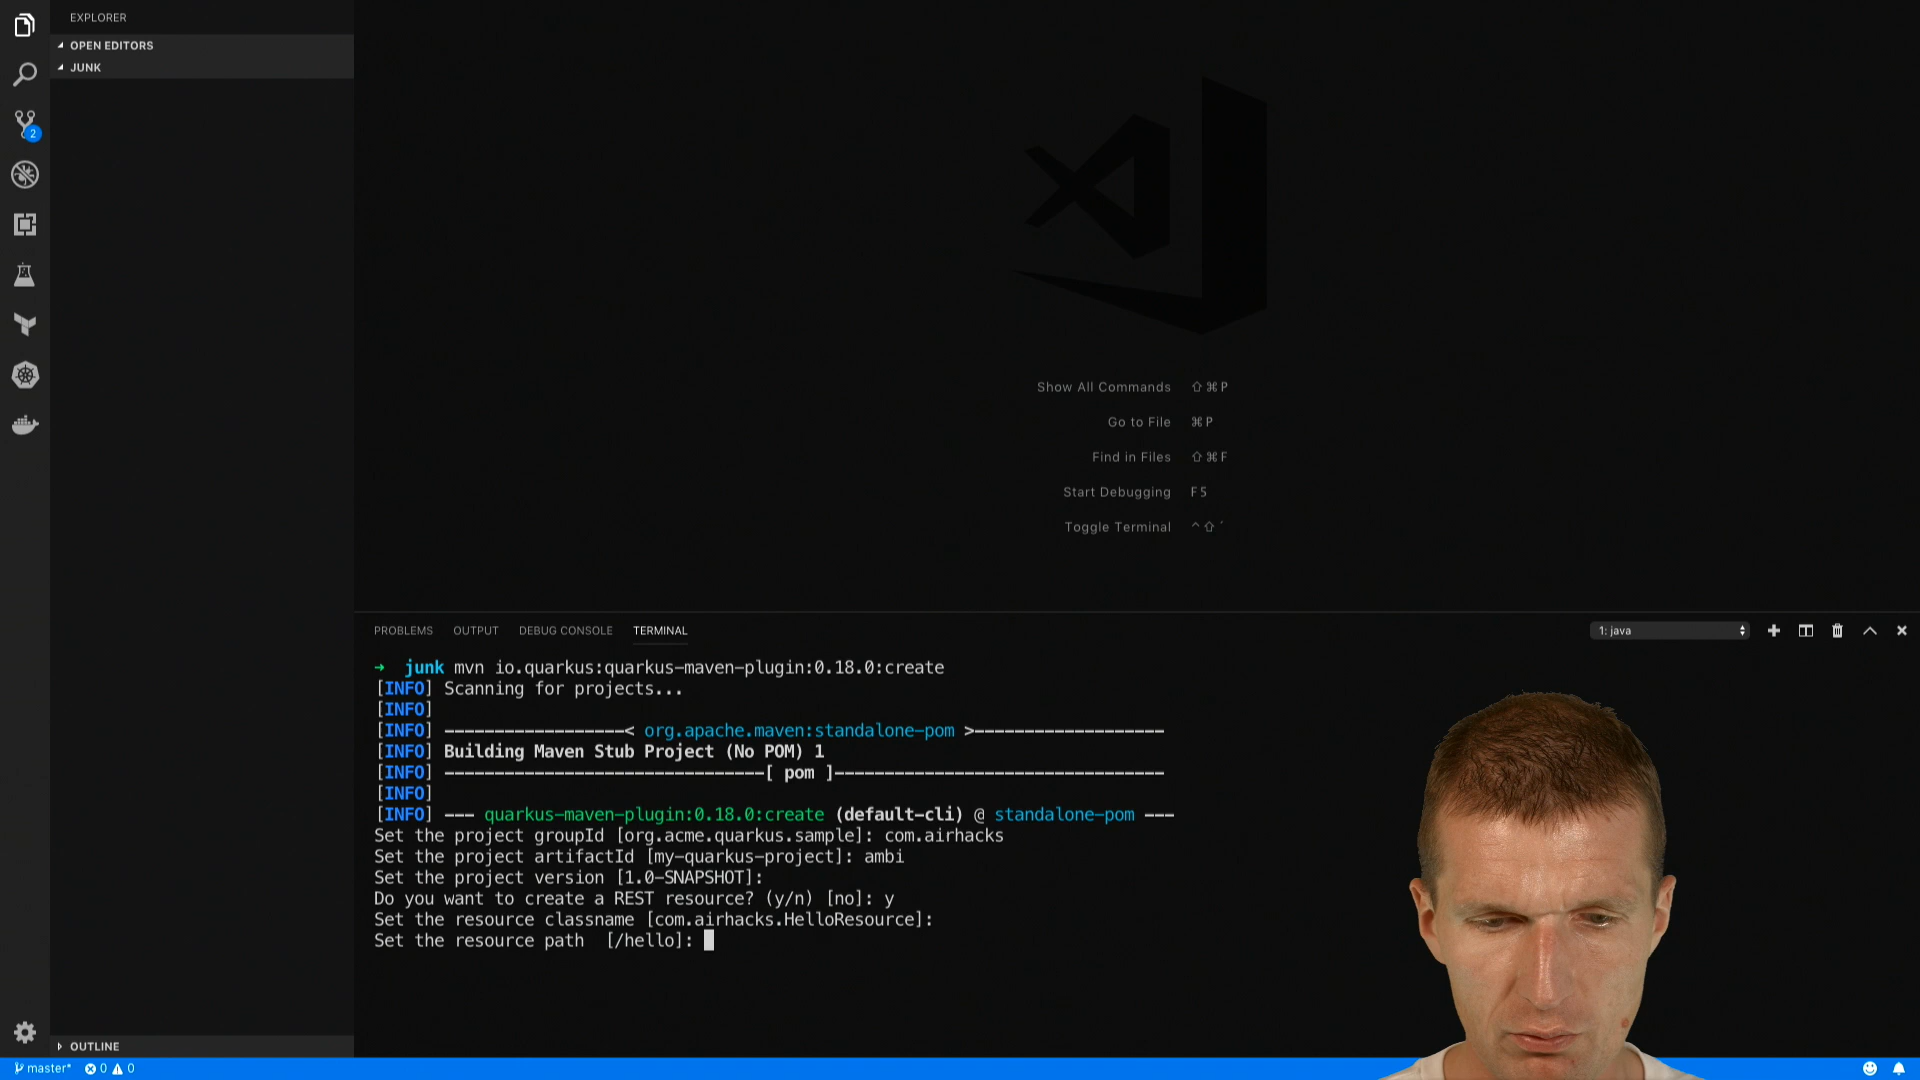 EXPLORER
OPEN EDITORS
JUNK
2
Show All Commands ⇧⌘P
Go to File ⌘P
Find in Files ⇧⌘F
Start Debugging F5
Toggle Terminal ^⇧´
PROBLEMS OUTPUT DEBUG CONSOLE TERMINAL 1: java
→ junk mvn io.quarkus:quarkus-maven-plugin:0.18.0:create
[INFO] Scanning for projects...
[INFO]
[INFO] ------------------< org.apache.maven:standalone-pom >-------------------
[INFO] Building Maven Stub Project (No POM) 1
[INFO] --------------------------------[ pom ]---------------------------------
[INFO]
[INFO] --- quarkus-maven-plugin:0.18.0:create (default-cli) @ standalone-pom ---
Set the project groupId [org.acme.quarkus.sample]: com.airhacks
Set the project artifactId [my-quarkus-project]: ambi
Set the project version [1.0-SNAPSHOT]:
Do you want to create a REST resource? (y/n) [no]: y
Set the resource classname [com.airhacks.HelloResource]:
Set the resource path  [/hello]:
OUTLINE
master* 0 0